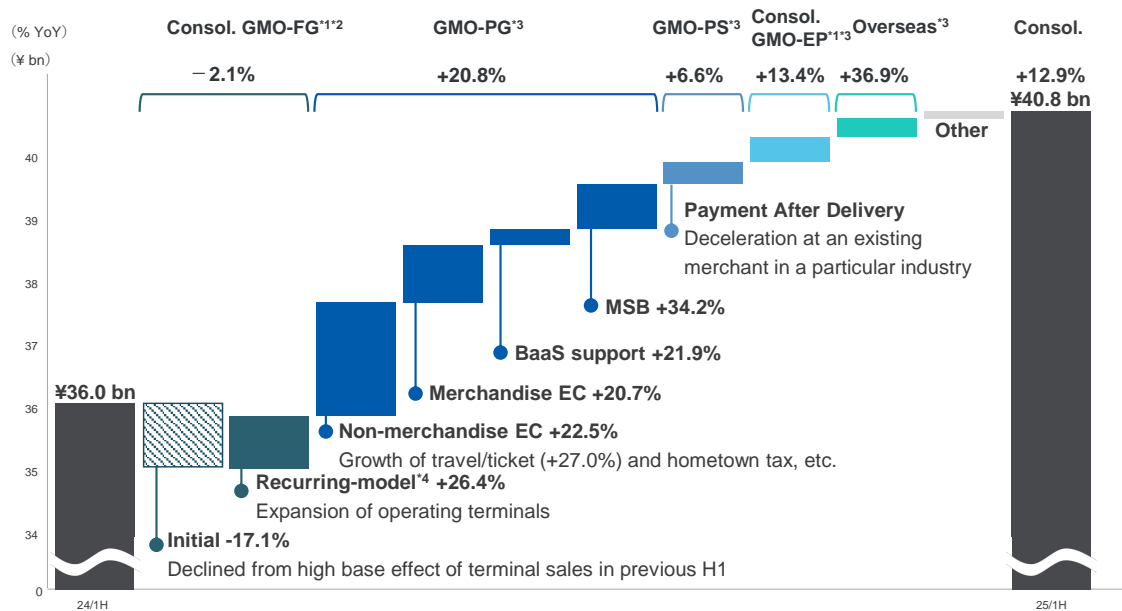 (% YoY)
(¥ bn)
Consol. GMO-FG*1*2
GMO-PG*3
GMO-PS*3
Consol.
GMO-EP*1*3
Overseas*3
Consol.
－2.1%
+20.8%
+6.6%
+13.4%
+36.9%
+12.9%
¥40.8 bn
Other
40
39
38
37
36
35
34
0
Payment After Delivery
Deceleration at an existing
merchant in a particular industry
MSB +34.2%
BaaS support +21.9%
¥36.0 bn
Merchandise EC +20.7%
Non-merchandise EC +22.5%
Growth of travel/ticket (+27.0%) and hometown tax, etc.
Recurring-model*4 +26.4%
Expansion of operating terminals
Initial -17.1%
Declined from high base effect of terminal sales in previous H1
24/1H
25/1H